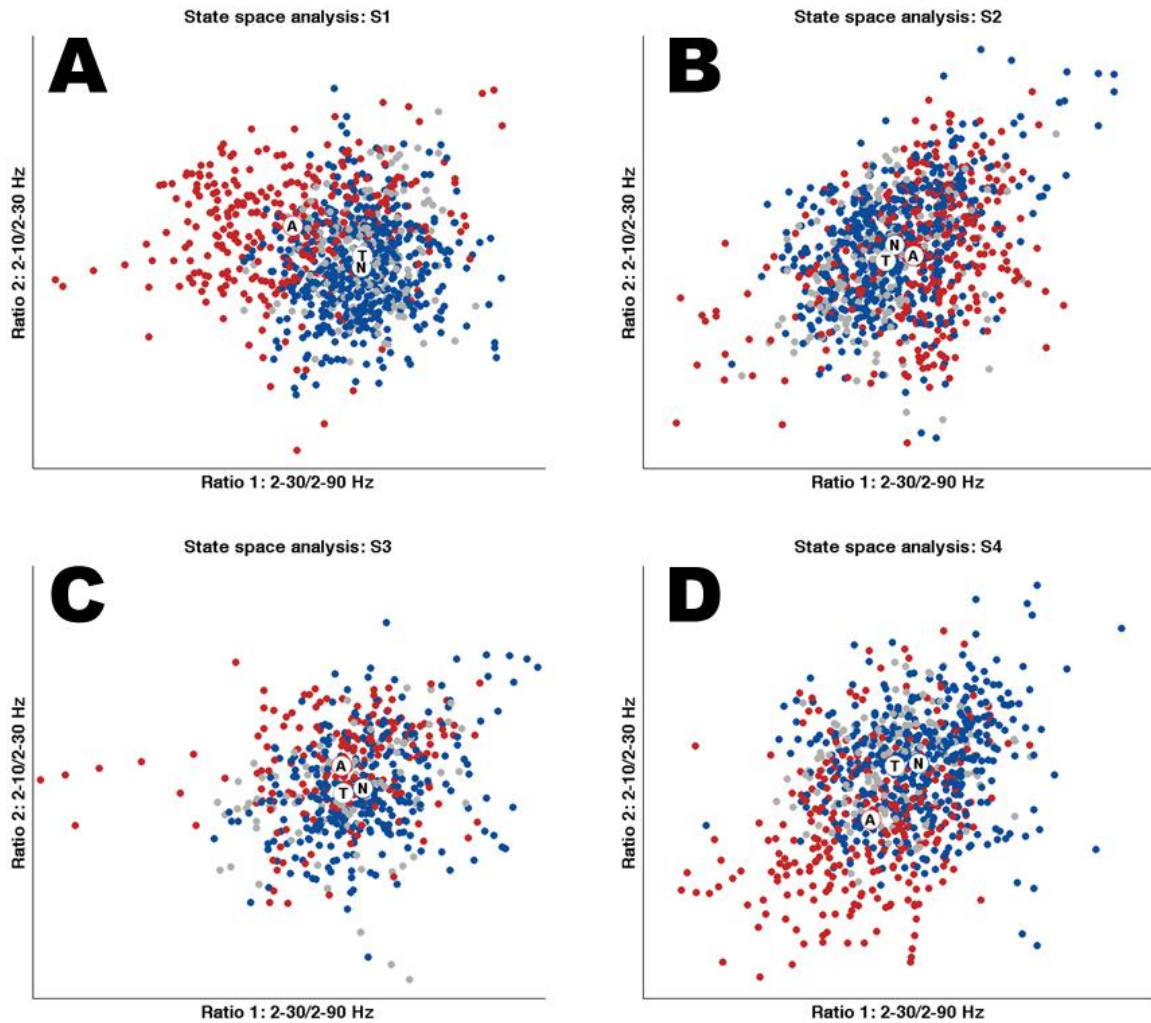 State space analysis: S1
A
A
T
N
Ratio 2:: 2-10/2-30 Hz
Ratio 1: 2-30/2-90 Hz
State space analysis: S2
B
N
T
A
Ratio 2:: 2-10/2-30 Hz
Ratio 1: 2-30/2-90 Hz
State space analysis: S3
C
A
T
N
Ratio 2:: 2-10/2-30 Hz
Ratio 1: 2-30/2-90 Hz
State space analysis: S4
D
T
N
A
Ratio 2:: 2-10/2-30 Hz
Ratio 1: 2-30/2-90 Hz